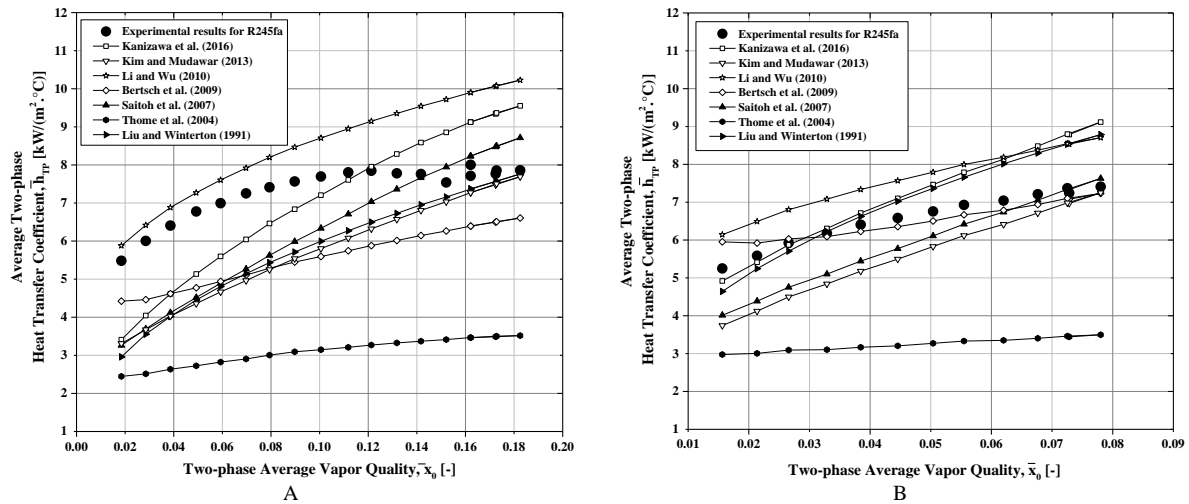 12
11
10
9
8
7
6
5
4
3
2
1
Average Two-phase
Heat Transfer Coefficient, h̄TP [kW/(m².°C)]
Experimental results for R245fa
Kanizawa et al. (2016)
Kim and Mudawar (2013)
Li and Wu (2010)
Bertsch et al. (2009)
Saitoh et al. (2007)
Thome et al. (2004)
Liu and Winterton (1991)
0.00 0.02 0.04 0.06 0.08 0.10 0.12 0.14 0.16 0.18 0.20
Two-phase Average Vapor Quality, x̄0 [-]
A
12
11
10
9
8
7
6
5
4
3
2
1
Average Two-phase
Heat Transfer Coefficient, h̄TP [kW/(m².°C)]
Experimental results for R245fa
Kanizawa et al. (2016)
Kim and Mudawar (2013)
Li and Wu (2010)
Bertsch et al. (2009)
Saitoh et al. (2007)
Thome et al. (2004)
Liu and Winterton (1991)
0.01 0.02 0.03 0.04 0.05 0.06 0.07 0.08 0.09
Two-phase Average Vapor Quality, x̄0 [-]
B